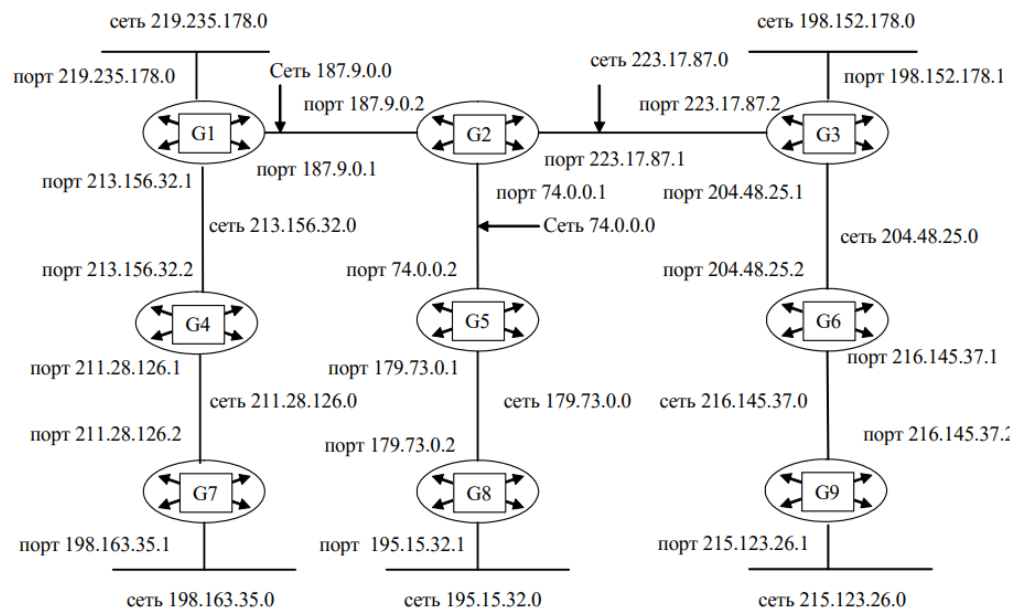 сеть 219.235.178.0
сеть 198.152.178.0
порт 219.235.178.0
Сеть 187.9.0.0
сеть 223.17.87.0
порт 198.152.178.1
порт 187.9.0.2
порт 223.17.87.2
G1
G2
G3
порт 187.9.0.1
порт 223.17.87.1
порт 213.156.32.1
порт 74.0.0.1
порт 204.48.25.1
сеть 213.156.32.0
Сеть 74.0.0.0
сеть 204.48.25.0
порт 213.156.32.2
порт 74.0.0.2
порт 204.48.25.2
G4
G5
G6
порт 211.28.126.1
порт 179.73.0.1
порт 216.145.37.1
сеть 211.28.126.0
сеть 179.73.0.0
сеть 216.145.37.0
порт 211.28.126.2
порт 179.73.0.2
порт 216.145.37.2
G7
G8
G9
порт 198.163.35.1
порт 195.15.32.1
порт 215.123.26.1
сеть 198.163.35.0
сеть 195.15.32.0
сеть 215.123.26.0